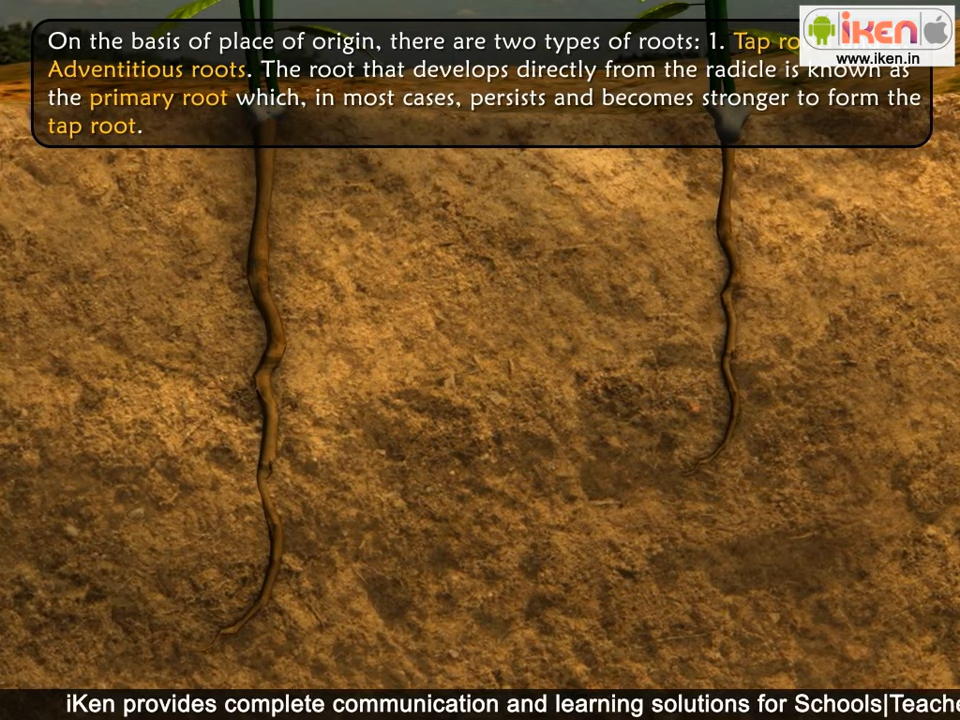 On the basis of place of origin, there are two types of roots: 1. Tap
Adventitious roots. The root that develops directly from the radicle is known as
the primary root which, in most cases, persists and becomes stronger to form the
tap root.
iKen
www.iken.in
iKen provides complete communication and learning solutions for Schools|Teache